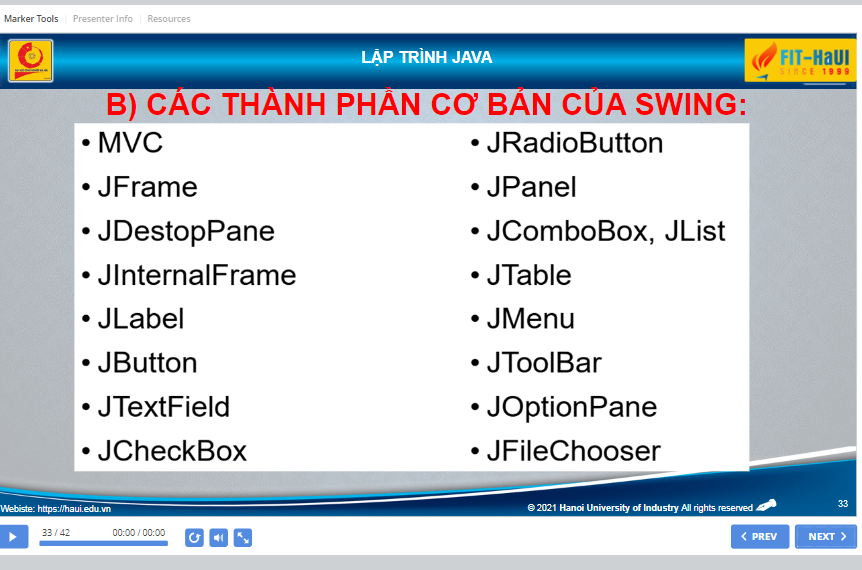 Marker Tools Presenter Info Resources
LẬP TRÌNH JAVA
FIT-HaUI
SINCE 1999
B) CÁC THÀNH PHẦN CƠ BẢN CỦA SWING:
• MVC
• JFrame
• JDestopPane
• JInternalFrame
• JLabel
• JButton
• JTextField
• JCheckBox
• JRadioButton
• JPanel
• JComboBox, JList
• JTable
• JMenu
• JToolBar
• JOptionPane
• JFileChooser
Webiste: https://haui.edu.vn
© 2021 Hanoi University of Industry All rights reserved
33
33 / 42 00:00 / 00:00
PREV
NEXT